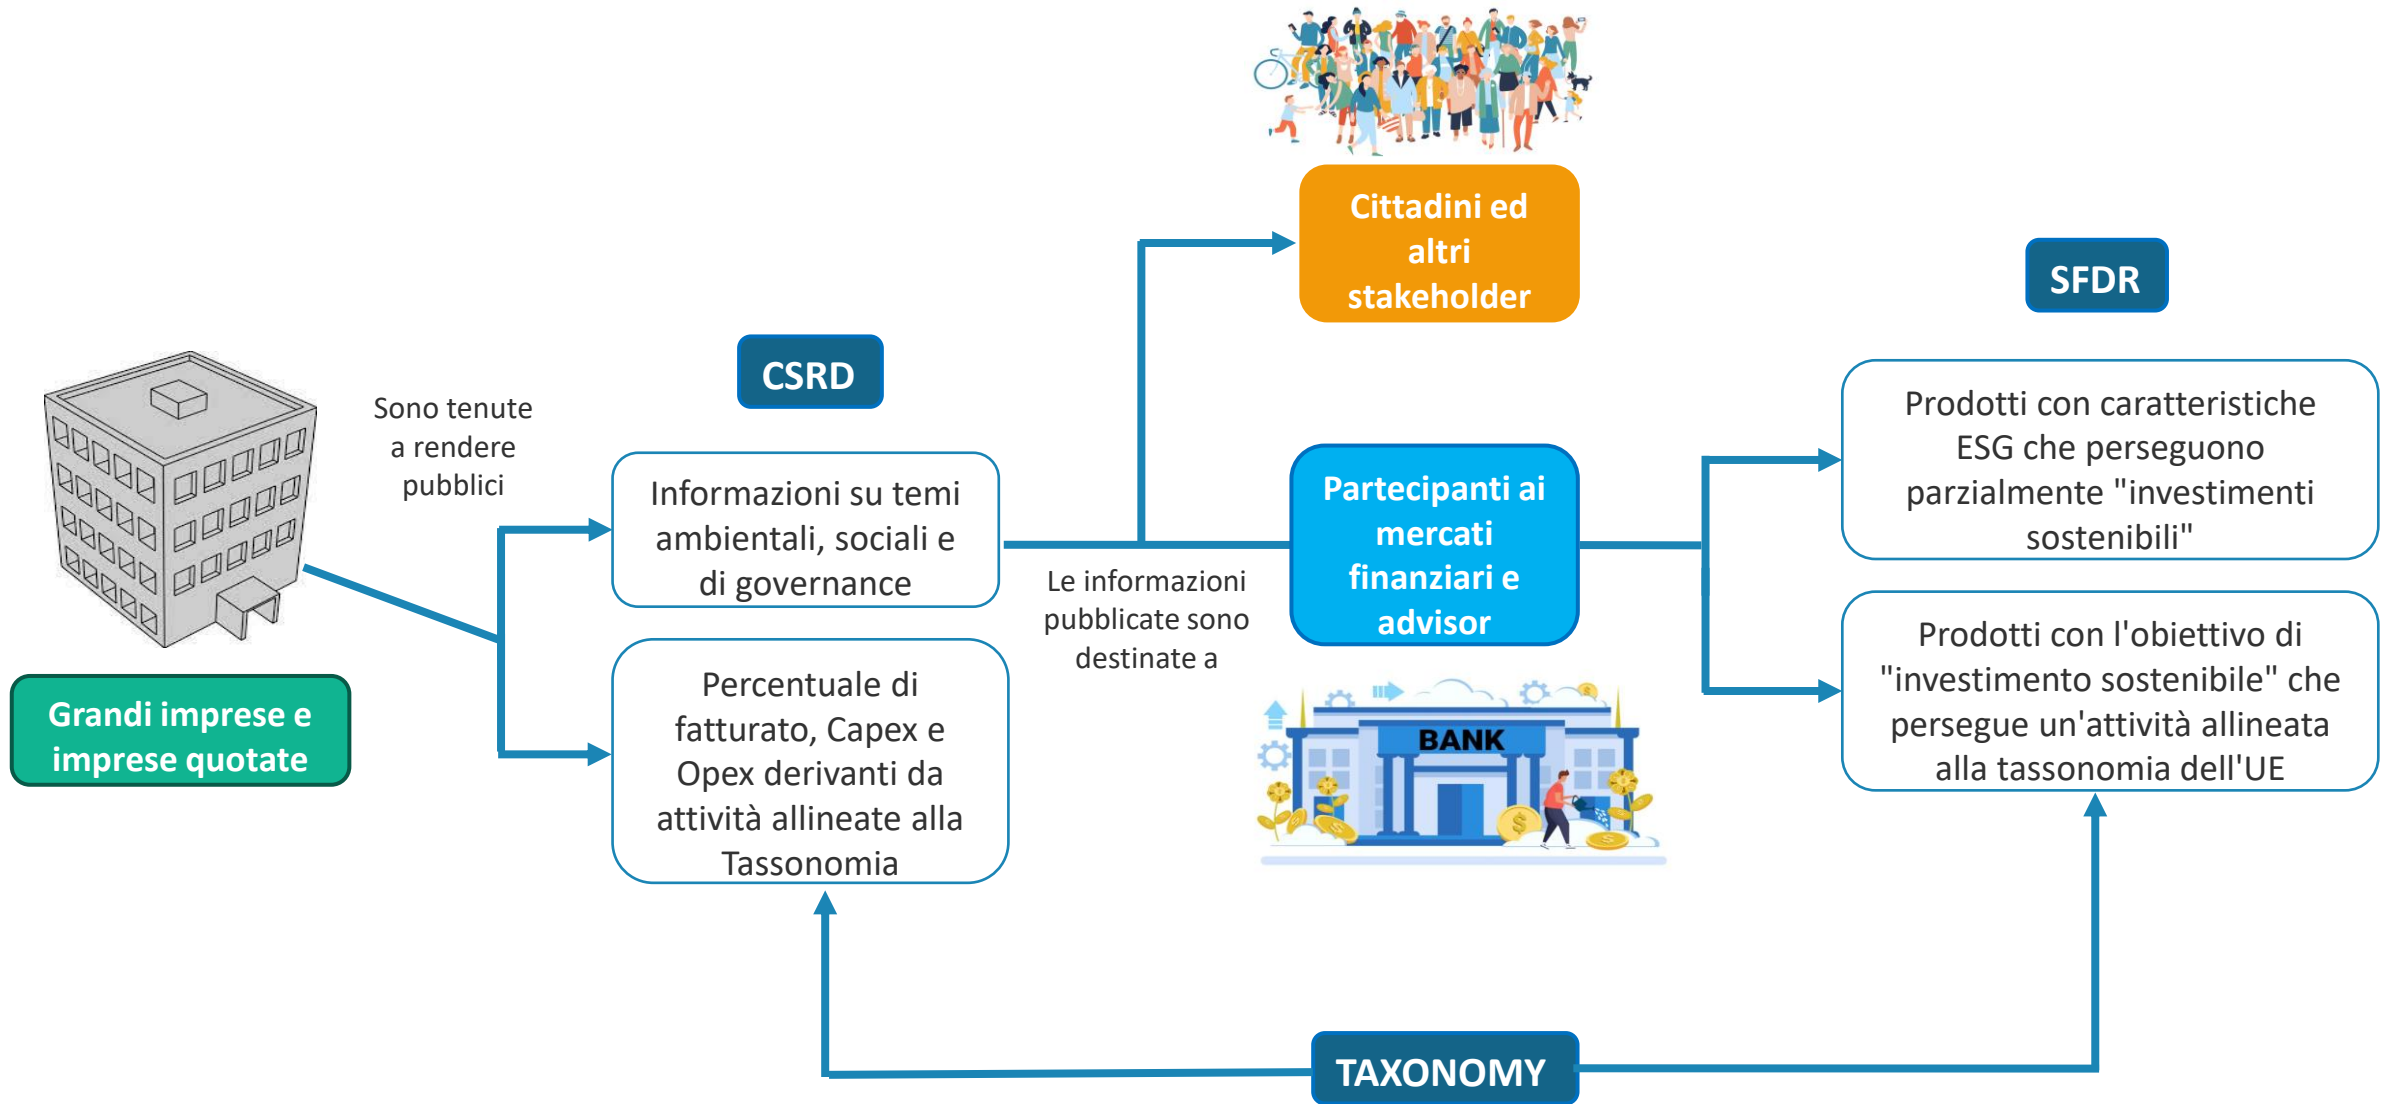 Cittadini ed
altri
stakeholder
SFDR
CSRD
Sono tenute
a rendere
pubblici
Grandi imprese e
imprese quotate
Informazioni su temi
ambientali, sociali e
di governance
Percentuale di
fatturato, Capex e
Opex derivanti da
attività allineate alla
Tassonomia
Le informazioni
pubblicate sono
destinate a
Partecipanti ai
mercati
finanziari e
advisor
BANK
Prodotti con caratteristiche
ESG che perseguono
parzialmente "investimenti
sostenibili"
Prodotti con l'obiettivo di
"investimento sostenibile" che
persegue un'attività allineata
alla tassonomia dell'UE
TAXONOMY